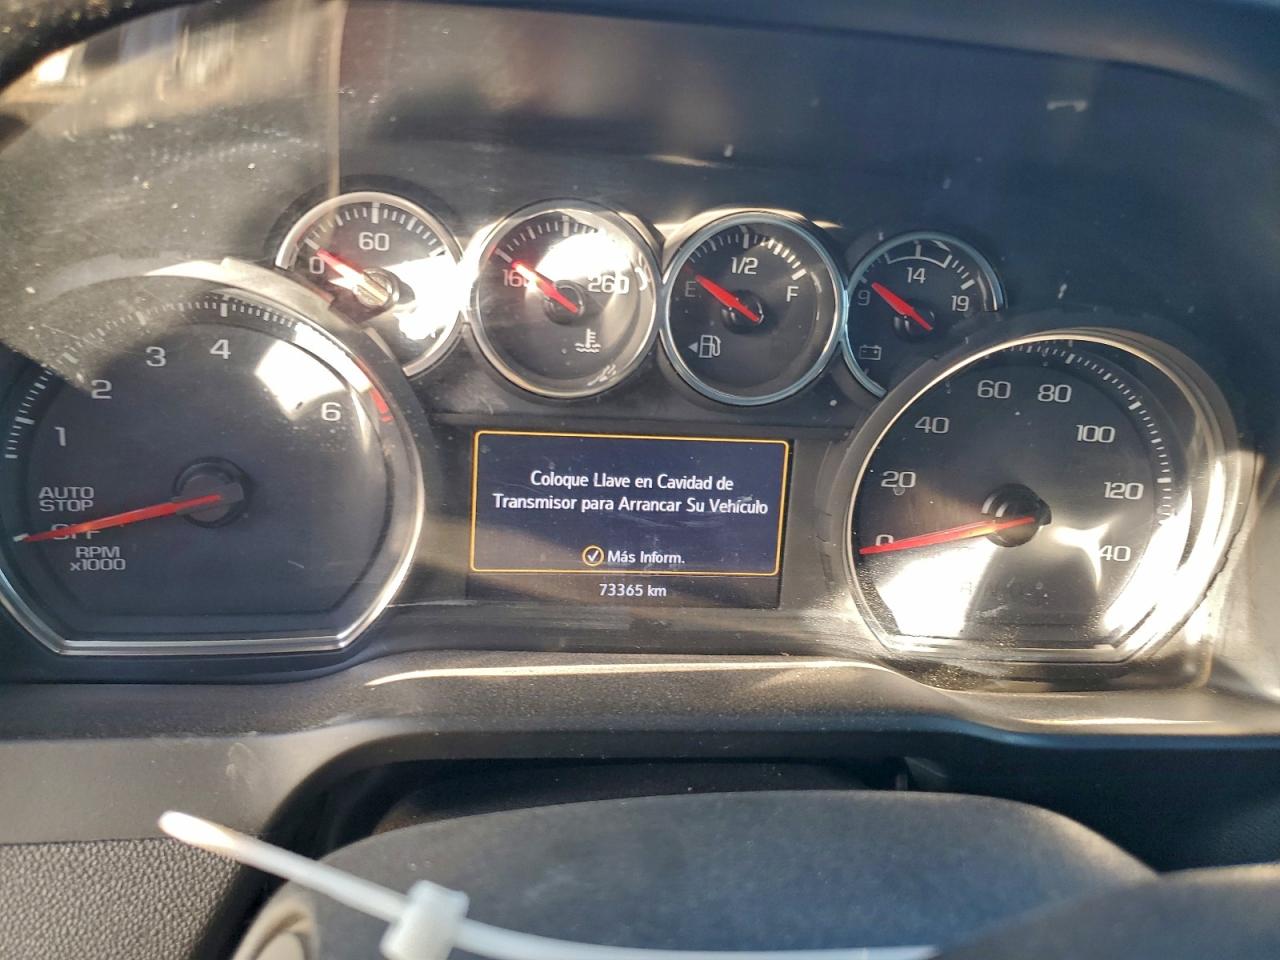 60
0
160
260
1/2
E
F
14
9
19
1
2
3
4
6
AUTO
STOP
OFF
RPM
x1000
Coloque Llave en Cavidad de
Transmisor para Arrancar Su Vehículo
Más Inform.
73365 km
0
20
40
60
80
100
120